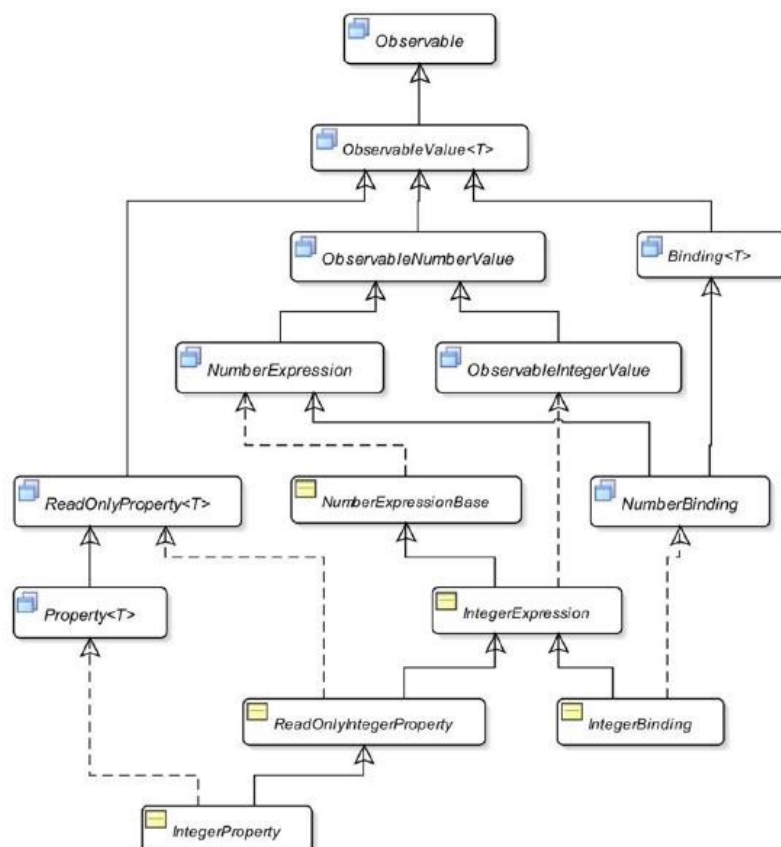 Observable
ObservableValue<T>
ObservableNumberValue
Binding<T>
NumberExpression
ObservableIntegerValue
ReadOnlyProperty<T>
NumberExpressionBase
NumberBinding
Property<T>
IntegerExpression
ReadOnlyIntegerProperty
IntegerBinding
IntegerProperty